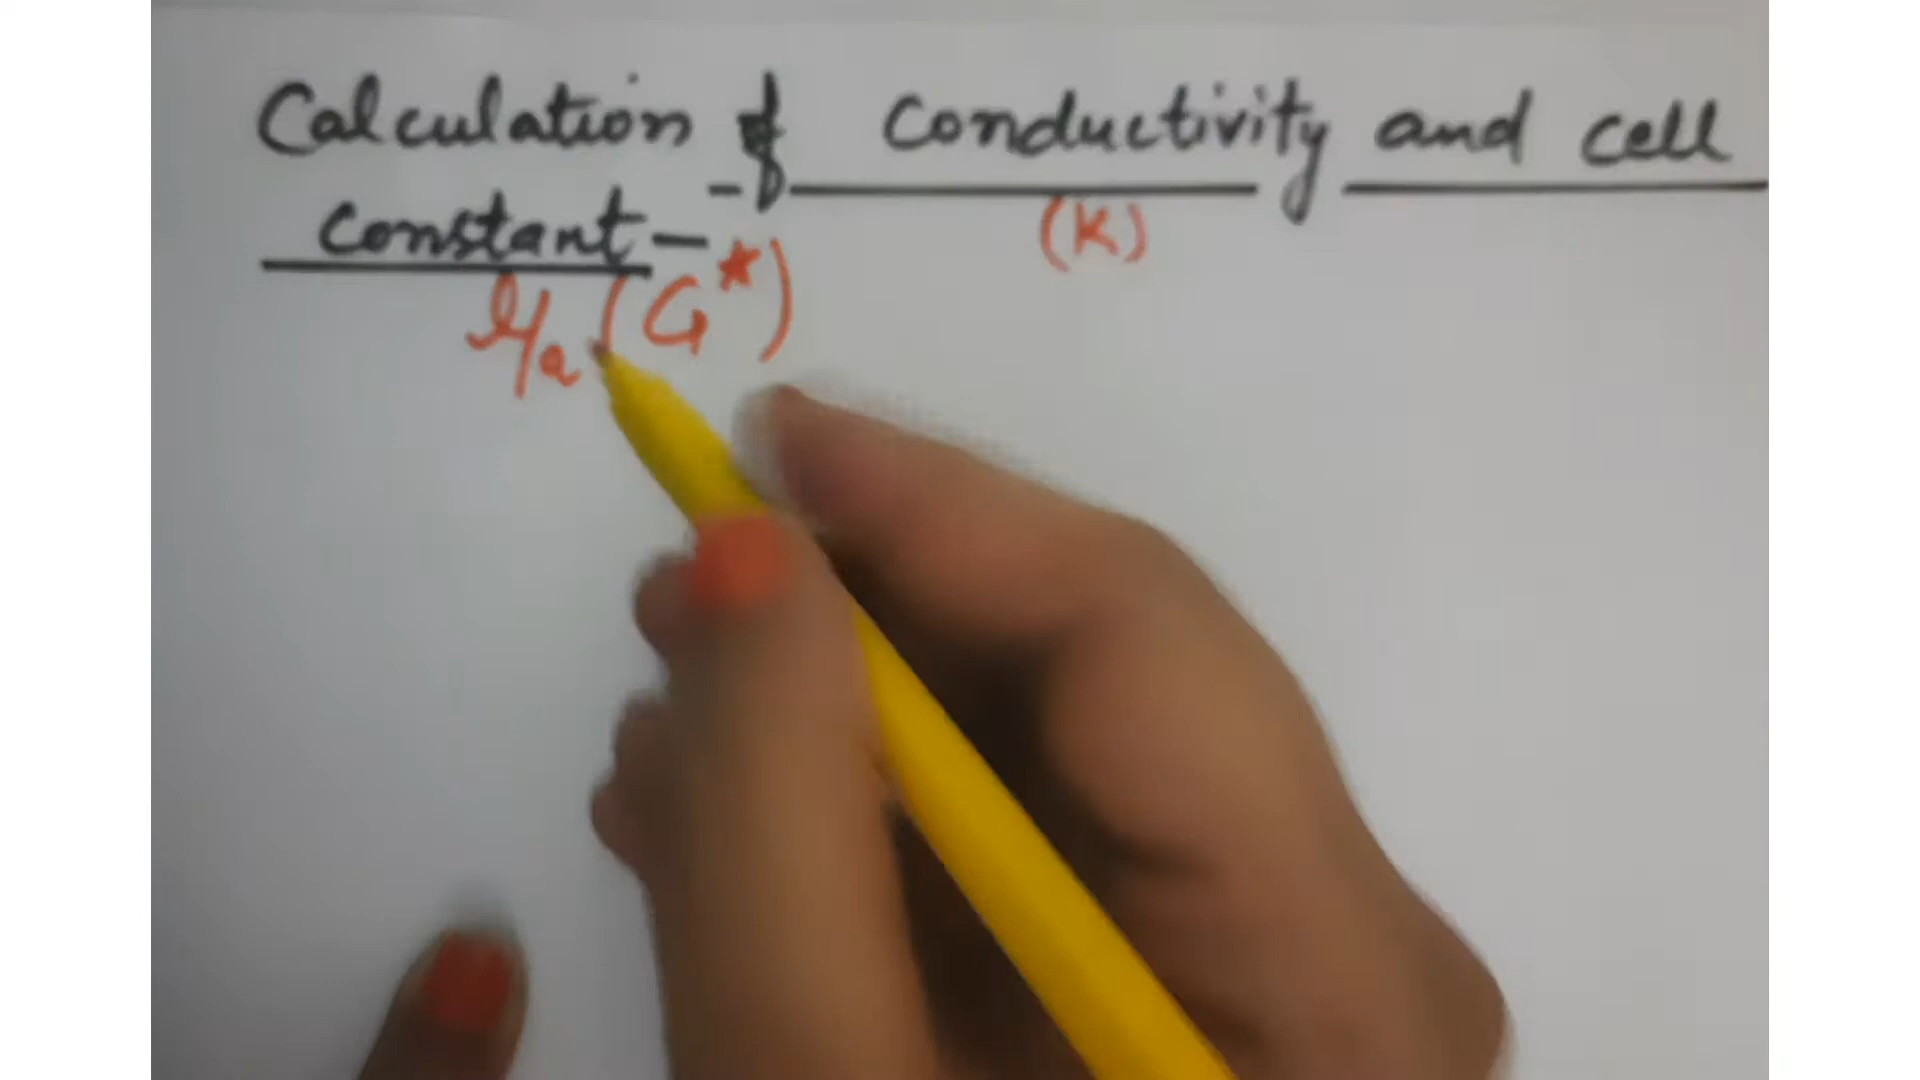 Calculation of conductivity and cell
constant -
(K)
l/a (G*)